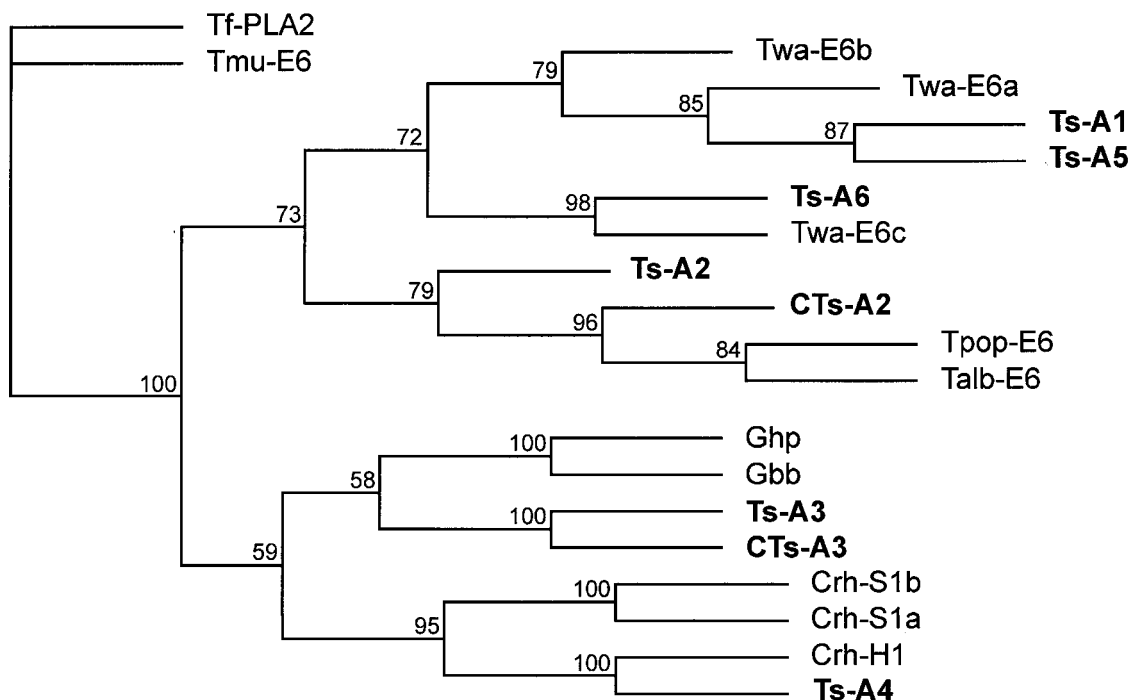 Tf-PLA2
Tmu-E6
79
Twa-E6b
85
Twa-E6a
87
Ts-A1
Ts-A5
72
98
Ts-A6
Twa-E6c
73
79
Ts-A2
96
CTs-A2
84
Tpop-E6
Talb-E6
100
100
Ghp
Gbb
58
100
Ts-A3
CTs-A3
59
100
Crh-S1b
Crh-S1a
95
100
Crh-H1
Ts-A4